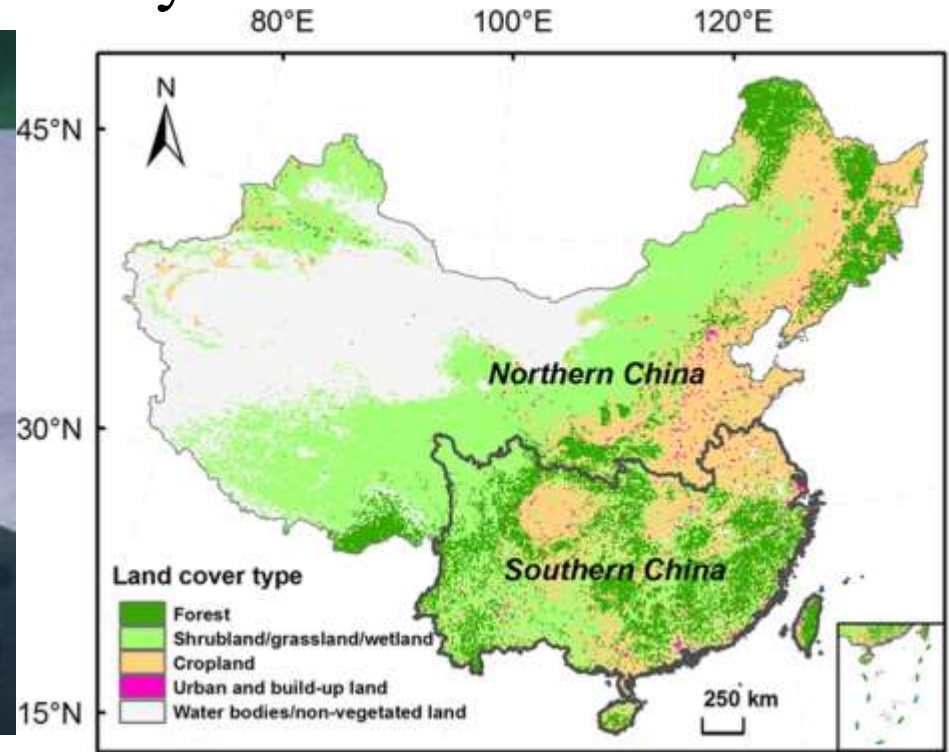 y
80°E 100°E 120°E
N
45°N
Northern China
30°N
Southern China
Land cover type
Forest
Shrubland/grassland/wetland
Cropland
Urban and build-up land
Water bodies/non-vegetated land
250 km
15°N